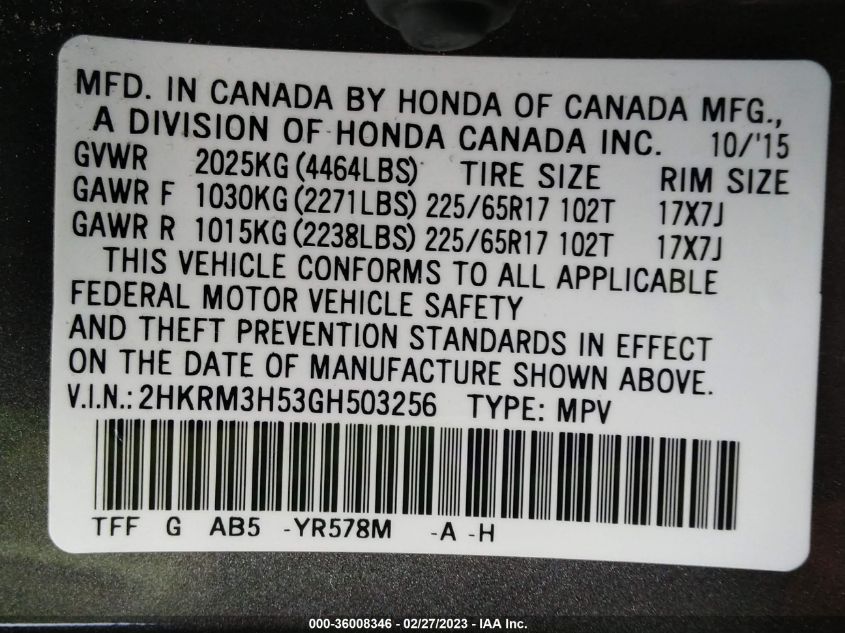 MFD. IN CANADA BY HONDA OF CANADA MFG.,
A DIVISION OF HONDA CANADA INC. 10/'15
GVWR 2025KG (4464LBS) TIRE SIZE RIM SIZE
GAWR F 1030KG (2271LBS) 225/65R17 102T 17X7J
GAWR R 1015KG (2238LBS) 225/65R17 102T 17X7J
THIS VEHICLE CONFORMS TO ALL APPLICABLE
FEDERAL MOTOR VEHICLE SAFETY
AND THEFT PREVENTION STANDARDS IN EFFECT
ON THE DATE OF MANUFACTURE SHOWN ABOVE.
V.I.N.: 2HKRM3H53GH503256 TYPE: MPV
TFF G AB5 -YR578M -A -H
000-36008346 - 02/27/2023 - IAA Inc.